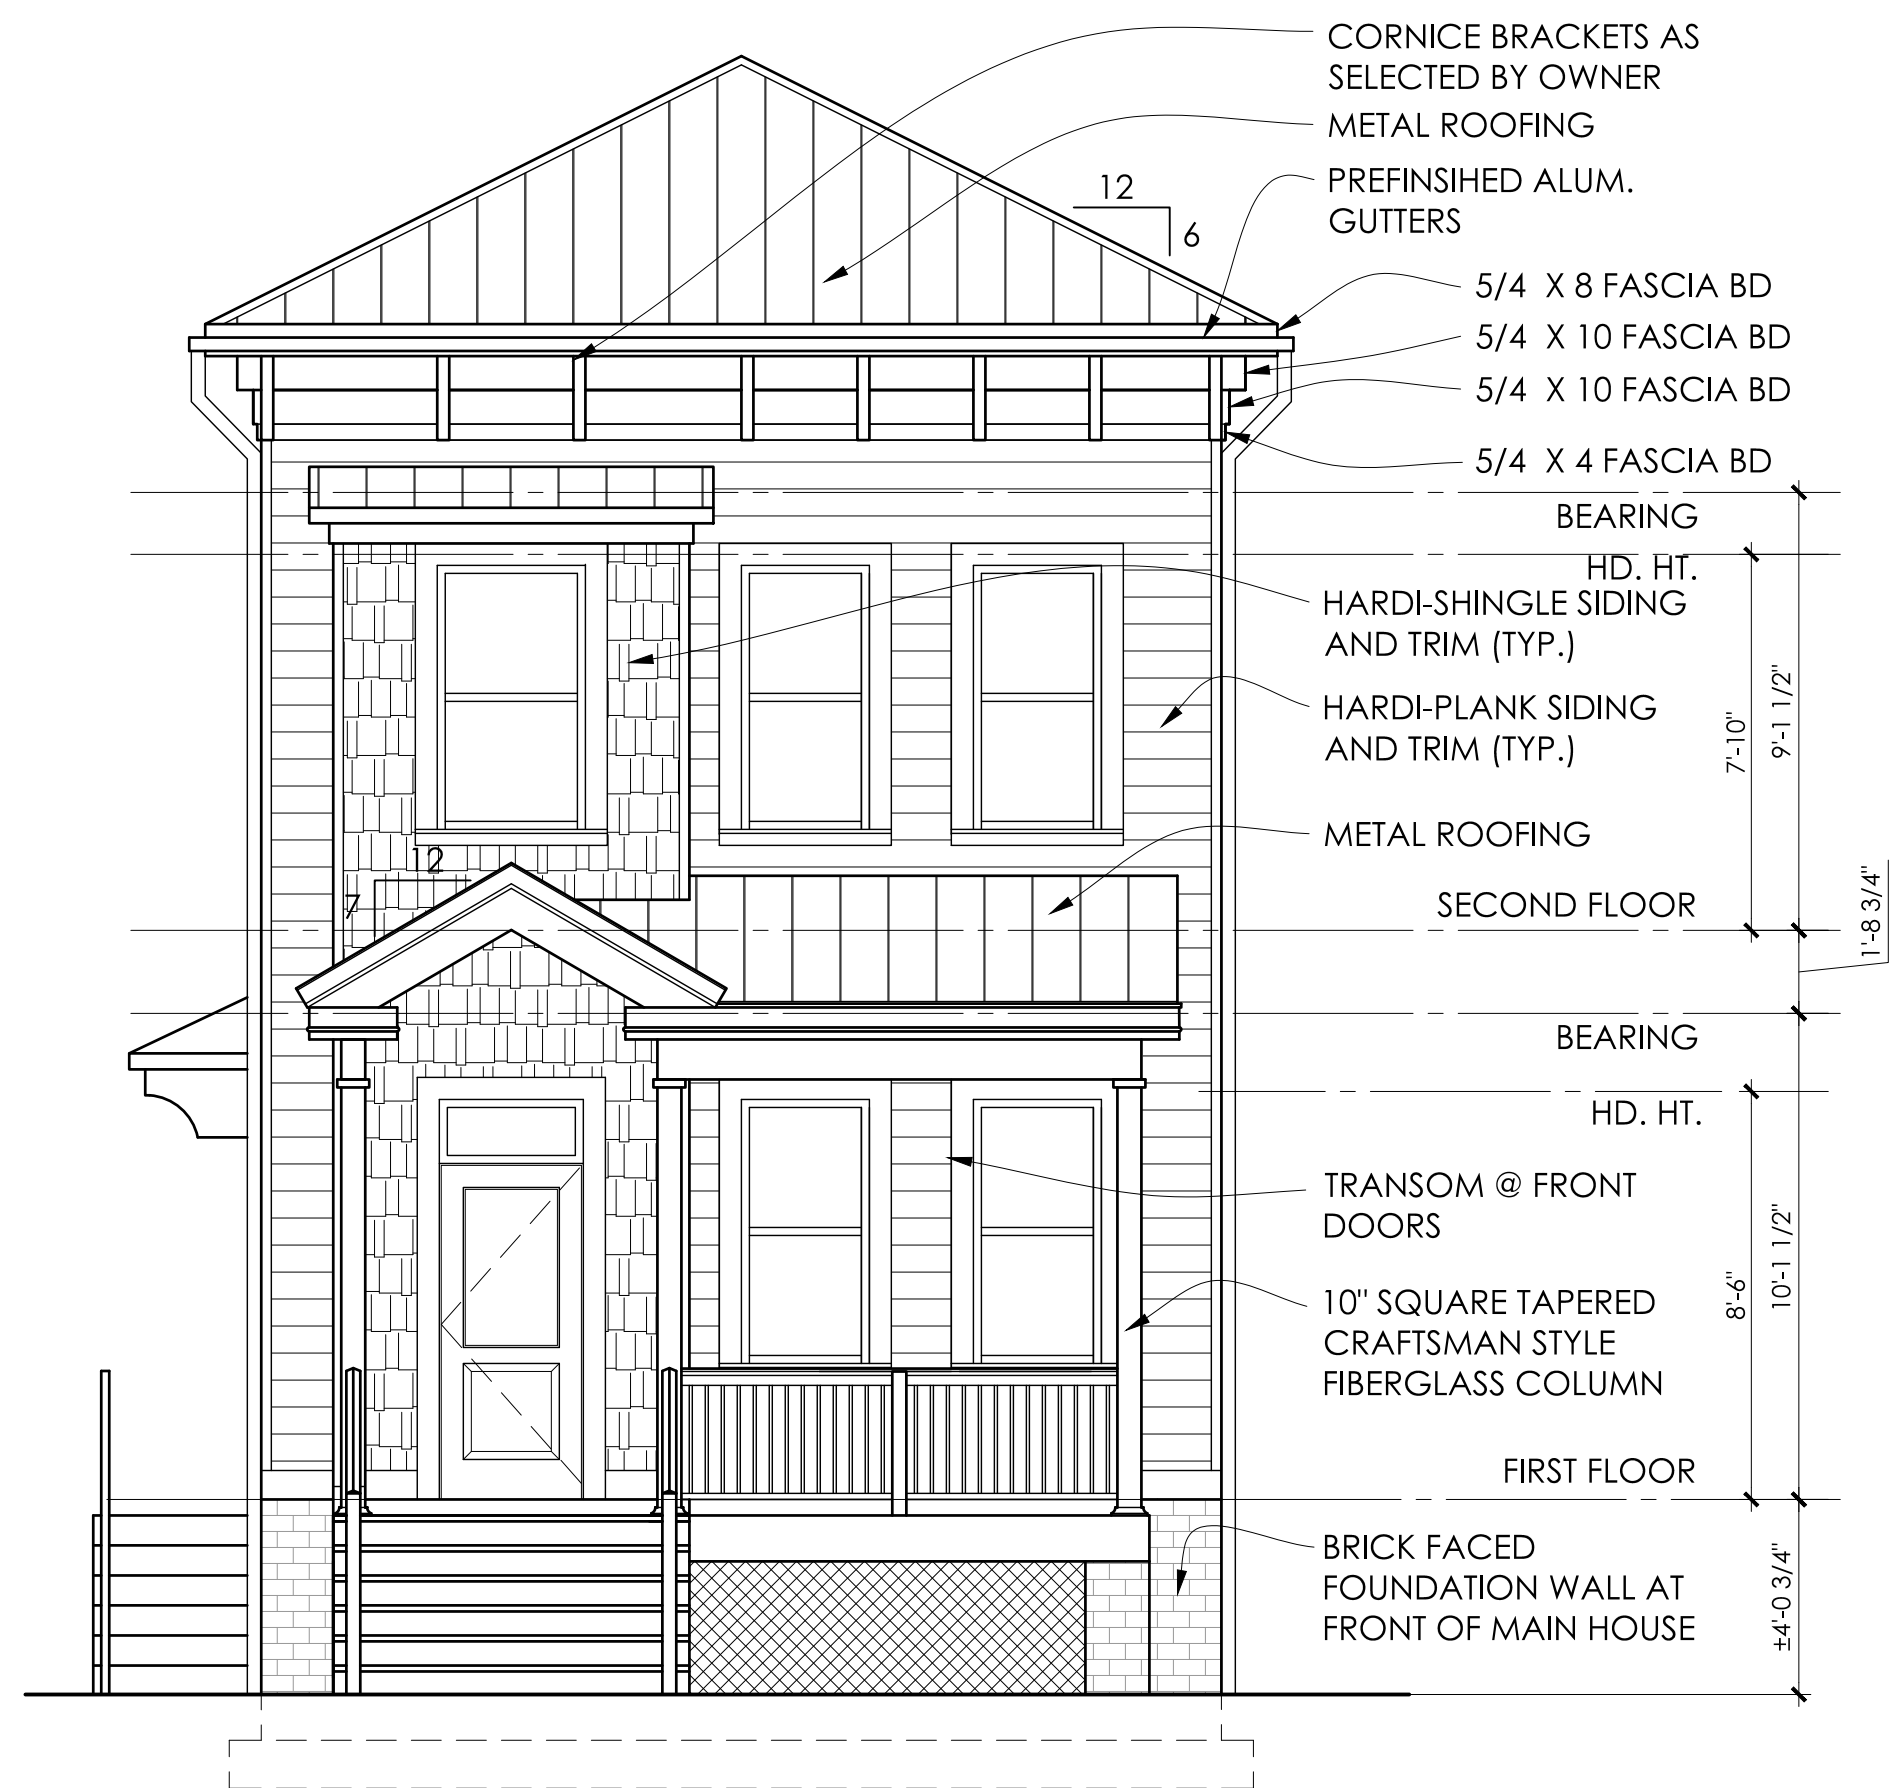 CORNICE BRACKETS AS
SELECTED BY OWNER
METAL ROOFING
PREFINSIHED ALUM.
GUTTERS
12
6
5/4 X 8 FASCIA BD
5/4 X 10 FASCIA BD
5/4 X 10 FASCIA BD
5/4 X 4 FASCIA BD
BEARING
HD. HT.
HARDI-SHINGLE SIDING
AND TRIM (TYP.)
HARDI-PLANK SIDING
AND TRIM (TYP.)
7'-10"
9'-1 1/2"
METAL ROOFING
12
7
SECOND FLOOR
1'-8 3/4"
BEARING
HD. HT.
TRANSOM @ FRONT
DOORS
10" SQUARE TAPERED
CRAFTSMAN STYLE
FIBERGLASS COLUMN
8'-6"
10'-1 1/2"
FIRST FLOOR
BRICK FACED
FOUNDATION WALL AT
FRONT OF MAIN HOUSE
±4'-0 3/4"